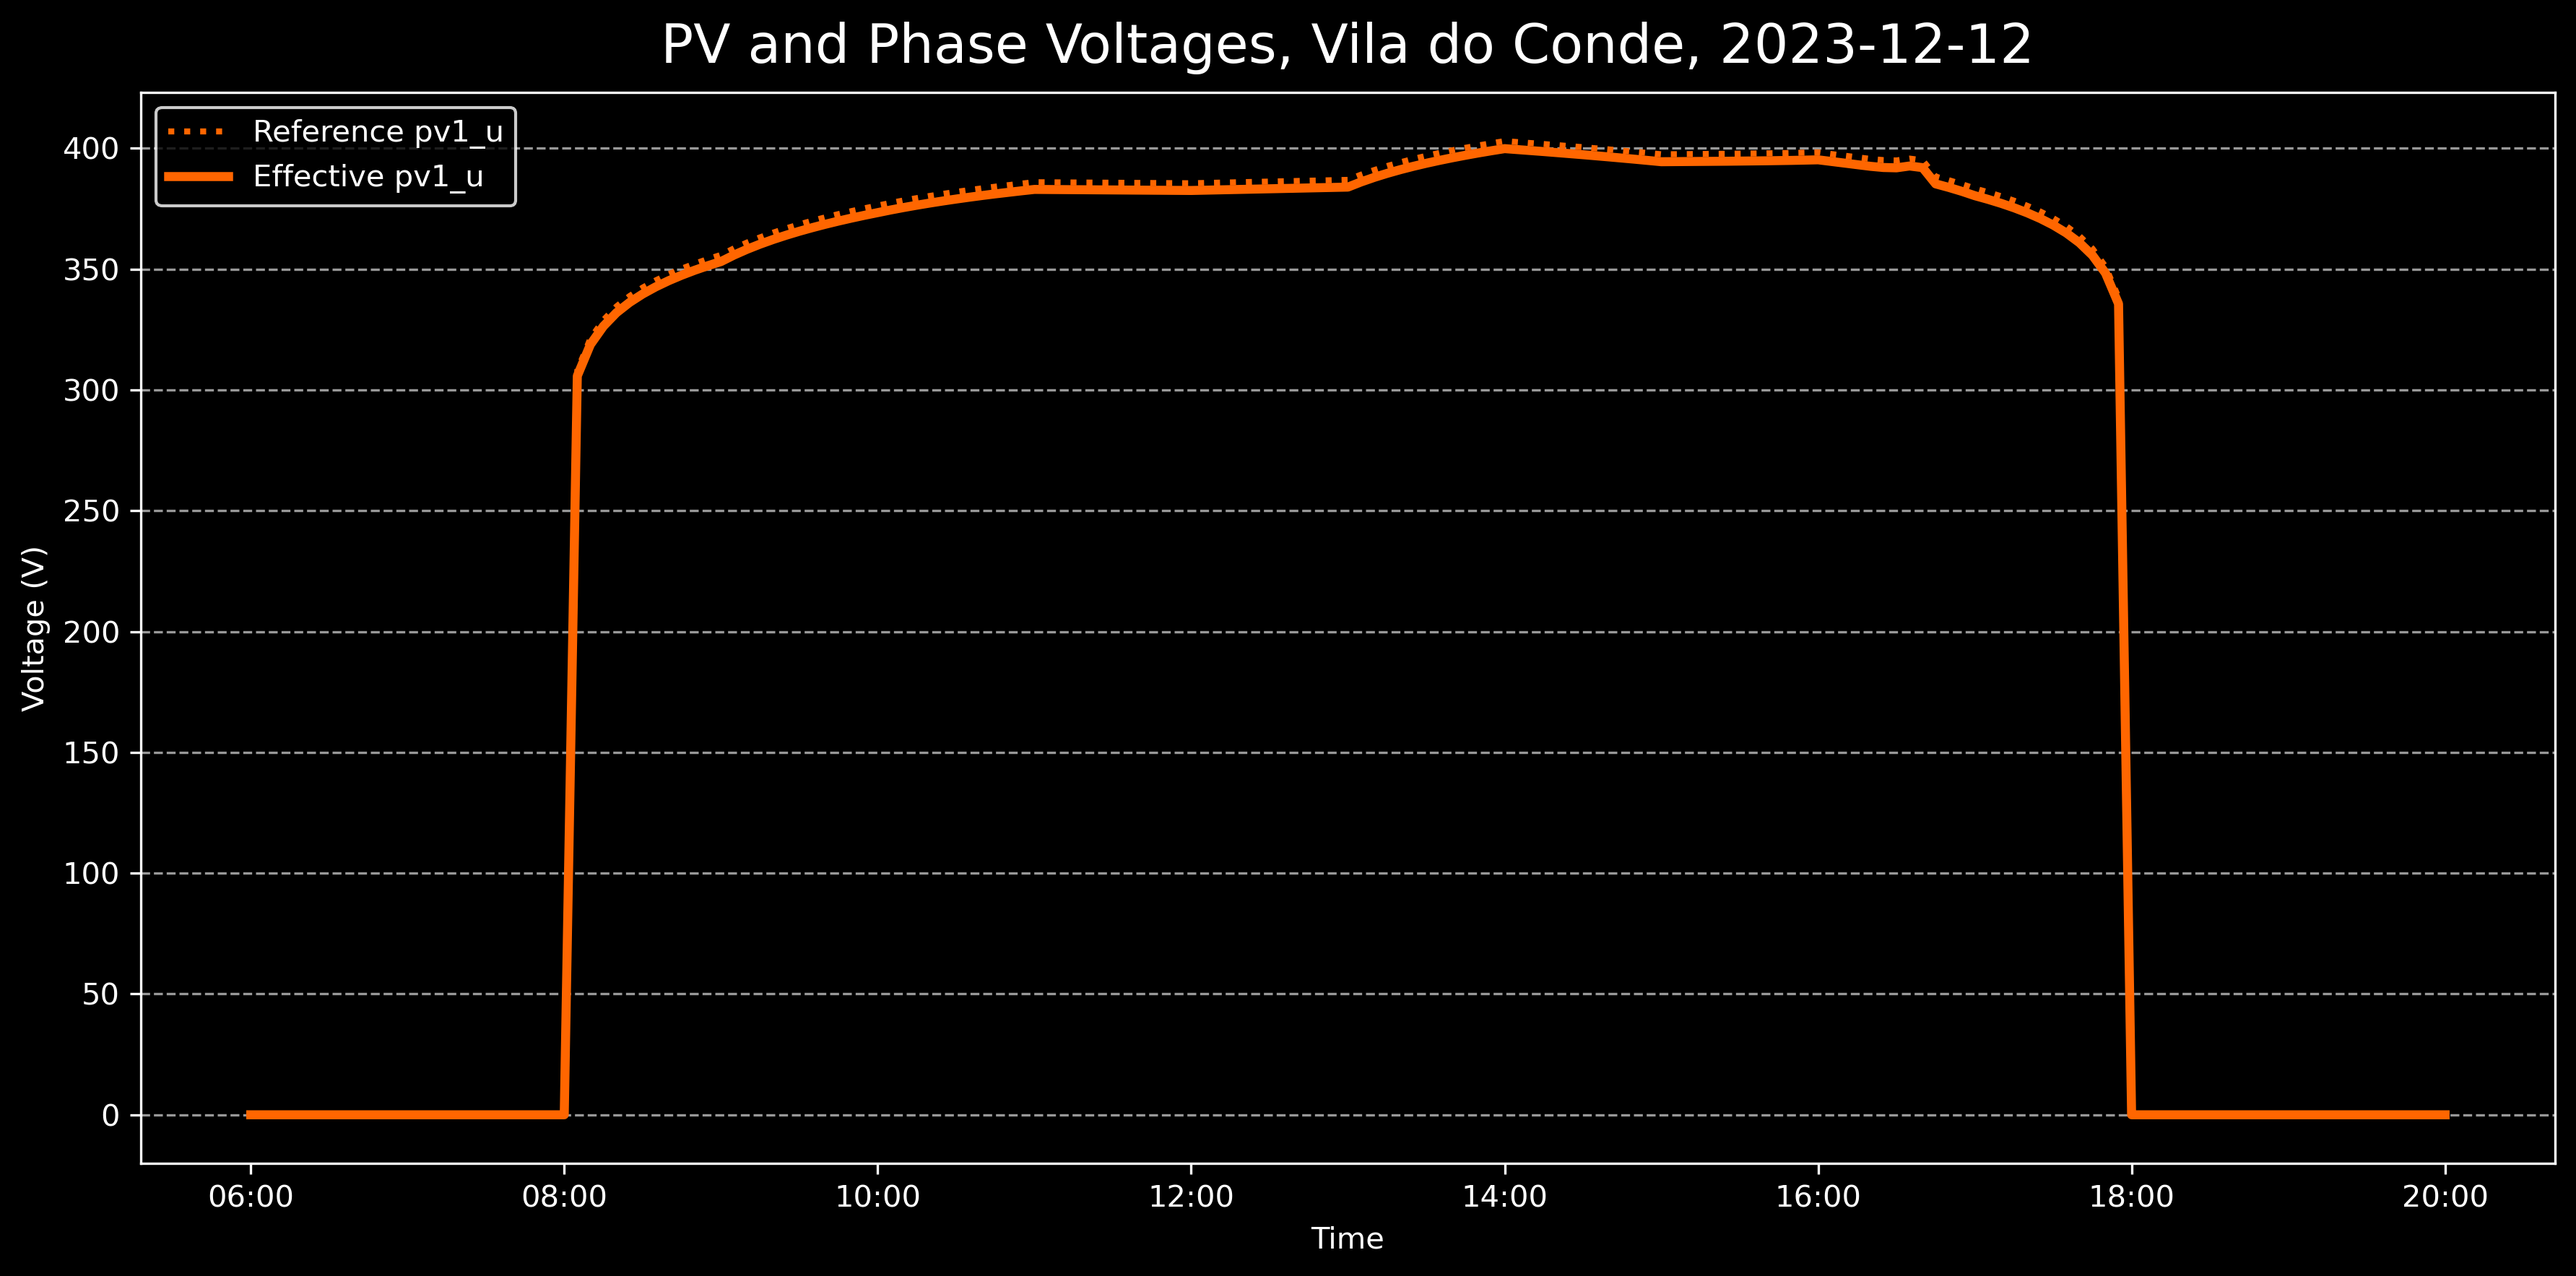 PV and Phase Voltages, Vila do Conde, 2023-12-12
Reference pv1_u
Effective pv1_u
400
350
300
250
200
150
100
50
0
Voltage (V)
06:00 08:00 10:00 12:00 14:00 16:00 18:00 20:00
Time